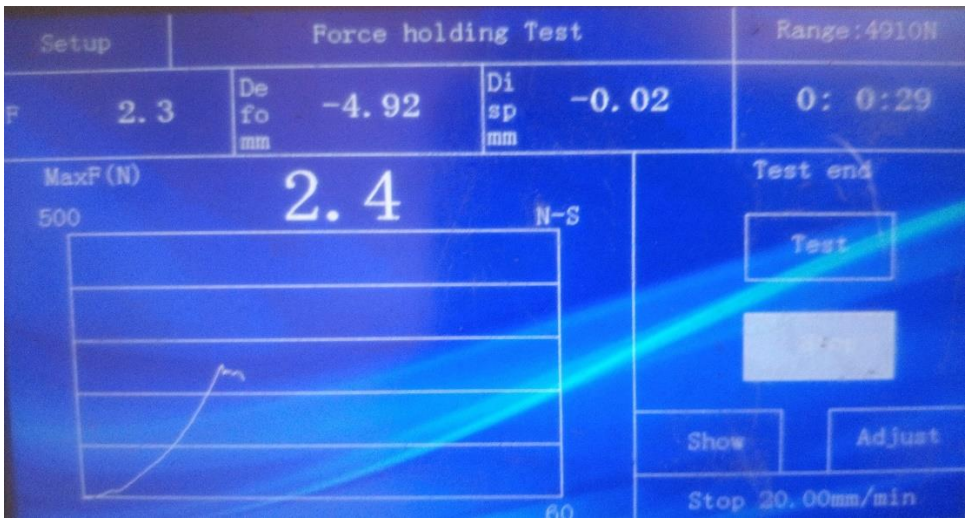 Setup
Force holding Test
Range:4910N
F 2.3
De
fo
mm
-4.92
Di
sp
mm
-0.02
0: 0:29
MaxF(N)
2.4
500
N-S
60
Test end
Test
Show
Adjust
Stop 20.00mm/min